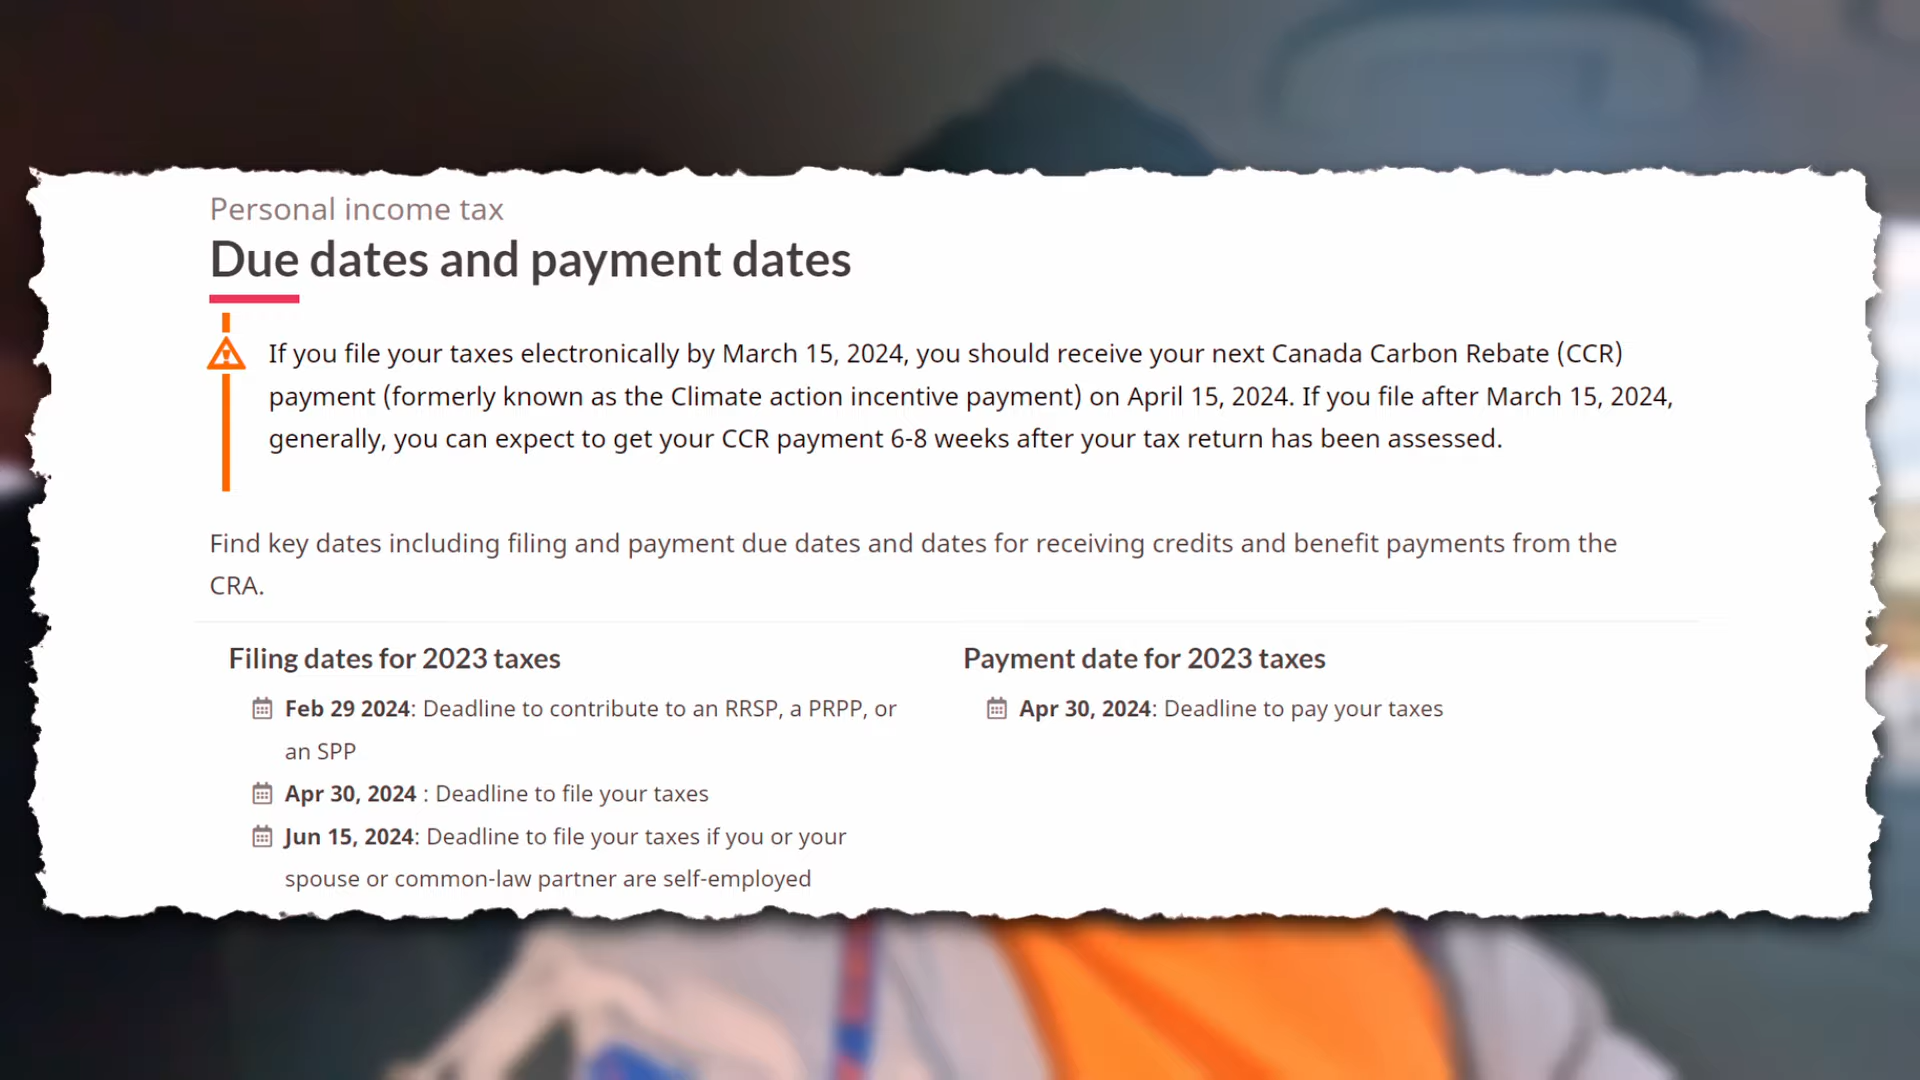 Personal income tax
Due dates and payment dates
If you file your taxes electronically by March 15, 2024, you should receive your next Canada Carbon Rebate (CCR)
payment (formerly known as the Climate action incentive payment) on April 15, 2024. If you file after March 15, 2024,
generally, you can expect to get your CCR payment 6-8 weeks after your tax return has been assessed.
Find key dates including filing and payment due dates and dates for receiving credits and benefit payments from the
CRA.
Filing dates for 2023 taxes
Feb 29 2024: Deadline to contribute to an RRSP, a PRPP, or
an SPP
Apr 30, 2024 : Deadline to file your taxes
Jun 15, 2024: Deadline to file your taxes if you or your
spouse or common-law partner are self-employed
Payment date for 2023 taxes
Apr 30, 2024: Deadline to pay your taxes